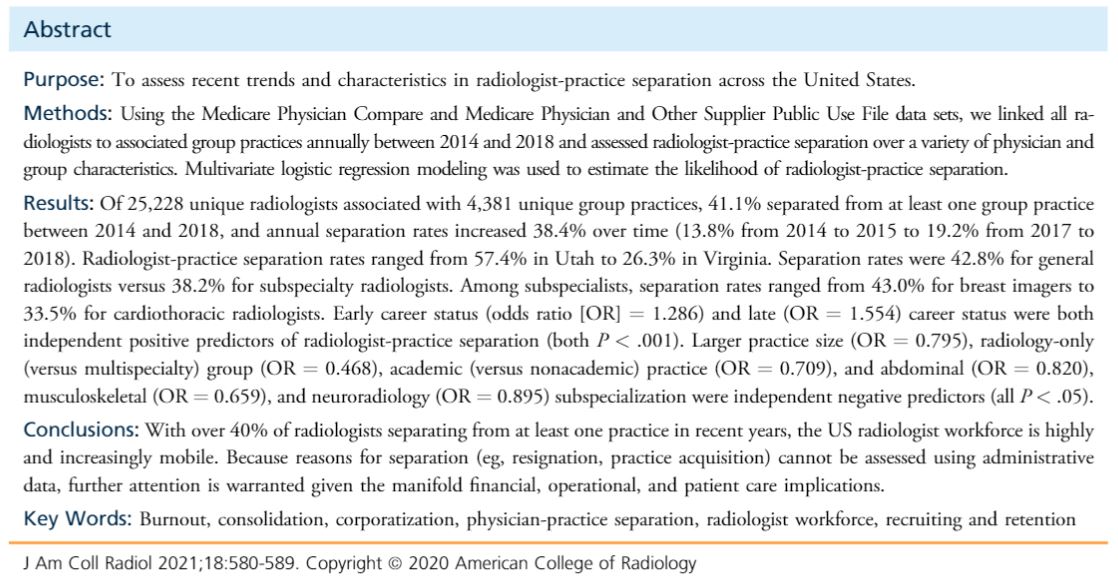 Abstract
Purpose: To assess recent trends and characteristics in radiologist-practice separation across the United States.
Methods: Using the Medicare Physician Compare and Medicare Physician and Other Supplier Public Use File data sets, we linked all ra-
diologists to associated group practices annually between 2014 and 2018 and assessed radiologist-practice separation over a variety of physician and
group characteristics. Multivariate logistic regression modeling was used to estimate the likelihood of radiologist-practice separation.
Results: Of 25,228 unique radiologists associated with 4,381 unique group practices, 41.1% separated from at least one group practice
between 2014 and 2018, and annual separation rates increased 38.4% over time (13.8% from 2014 to 2015 to 19.2% from 2017 to
2018). Radiologist-practice separation rates ranged from 57.4% in Utah to 26.3% in Virginia. Separation rates were 42.8% for general
radiologists versus 38.2% for subspecialty radiologists. Among subspecialists, separation rates ranged from 43.0% for breast imagers to
33.5% for cardiothoracic radiologists. Early career status (odds ratio [OR] = 1.286) and late (OR = 1.554) career status were both
independent positive predictors of radiologist-practice separation (both P < .001). Larger practice size (OR = 0.795), radiology-only
(versus multispecialty) group (OR = 0.468), academic (versus nonacademic) practice (OR = 0.709), and abdominal (OR = 0.820),
musculoskeletal (OR = 0.659), and neuroradiology (OR = 0.895) subspecialization were independent negative predictors (all P < .05).
Conclusions: With over 40% of radiologists separating from at least one practice in recent years, the US radiologist workforce is highly
and increasingly mobile. Because reasons for separation (eg, resignation, practice acquisition) cannot be assessed using administrative
data, further attention is warranted given the manifold financial, operational, and patient care implications.
Key Words: Burnout, consolidation, corporatization, physician-practice separation, radiologist workforce, recruiting and retention
J Am Coll Radiol 2021;18:580-589. Copyright © 2020 American College of Radiology